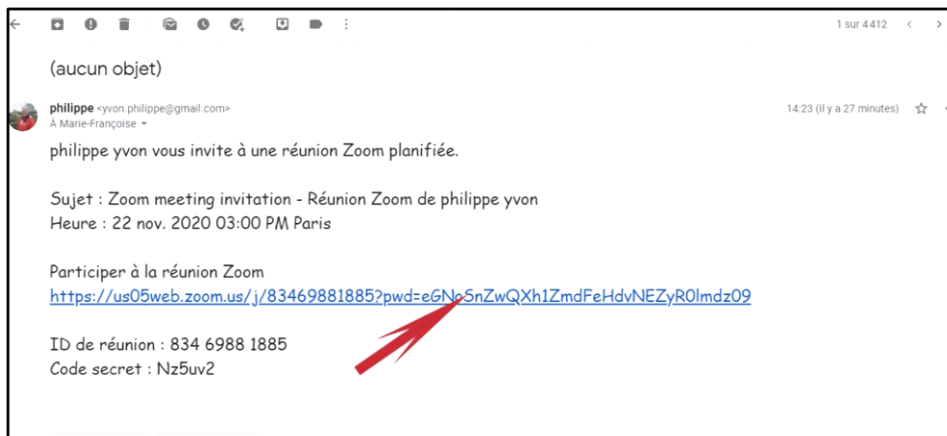 1 sur 4412
(aucun objet)
philippe <yvon.philippe@gmail.com>
14:23 (il y a 27 minutes)
À Marie-Françoise
philippe yvon vous invite à une réunion Zoom planifiée.
Sujet : Zoom meeting invitation - Réunion Zoom de philippe yvon
Heure : 22 nov. 2020 03:00 PM Paris
Participer à la réunion Zoom
https://us05web.zoom.us/j/83469881885?pwd=eGNoSnZwQXh1ZmdFeHdvNEZyR0lmdz09
ID de réunion : 834 6988 1885
Code secret : Nz5uv2